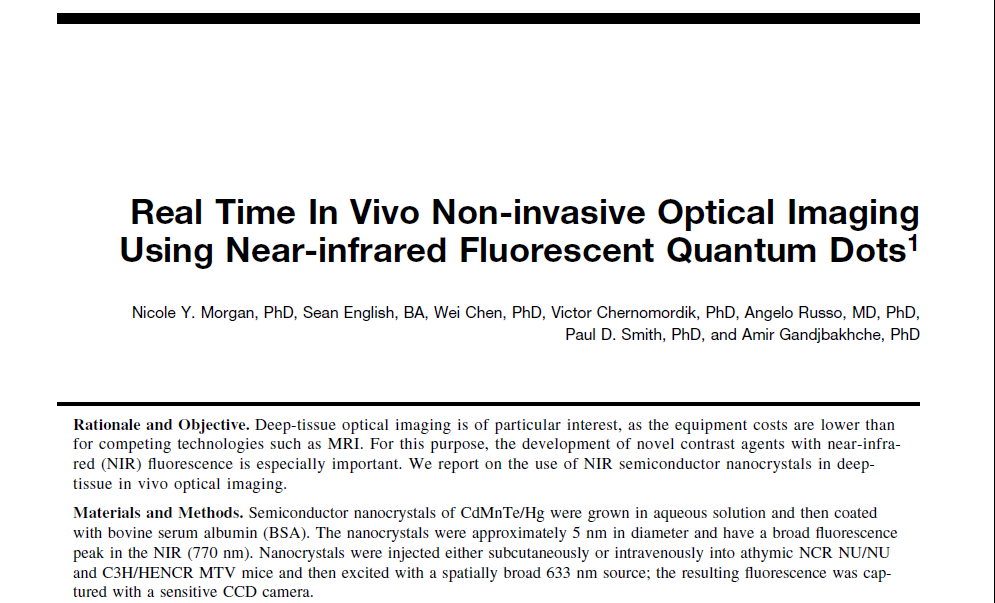 Real Time In Vivo Non-invasive Optical Imaging
Using Near-infrared Fluorescent Quantum Dots¹
Nicole Y. Morgan, PhD, Sean English, BA, Wei Chen, PhD, Victor Chernomordik, PhD, Angelo Russo, MD, PhD,
Paul D. Smith, PhD, and Amir Gandjbakhche, PhD
Rationale and Objective. Deep-tissue optical imaging is of particular interest, as the equipment costs are lower than
for competing technologies such as MRI. For this purpose, the development of novel contrast agents with near-infra-
red (NIR) fluorescence is especially important. We report on the use of NIR semiconductor nanocrystals in deep-
tissue in vivo optical imaging.
Materials and Methods. Semiconductor nanocrystals of CdMnTe/Hg were grown in aqueous solution and then coated
with bovine serum albumin (BSA). The nanocrystals were approximately 5 nm in diameter and have a broad fluorescence
peak in the NIR (770 nm). Nanocrystals were injected either subcutaneously or intravenously into athymic NCR NU/NU
and C3H/HENCR MTV mice and then excited with a spatially broad 633 nm source; the resulting fluorescence was cap-
tured with a sensitive CCD camera.